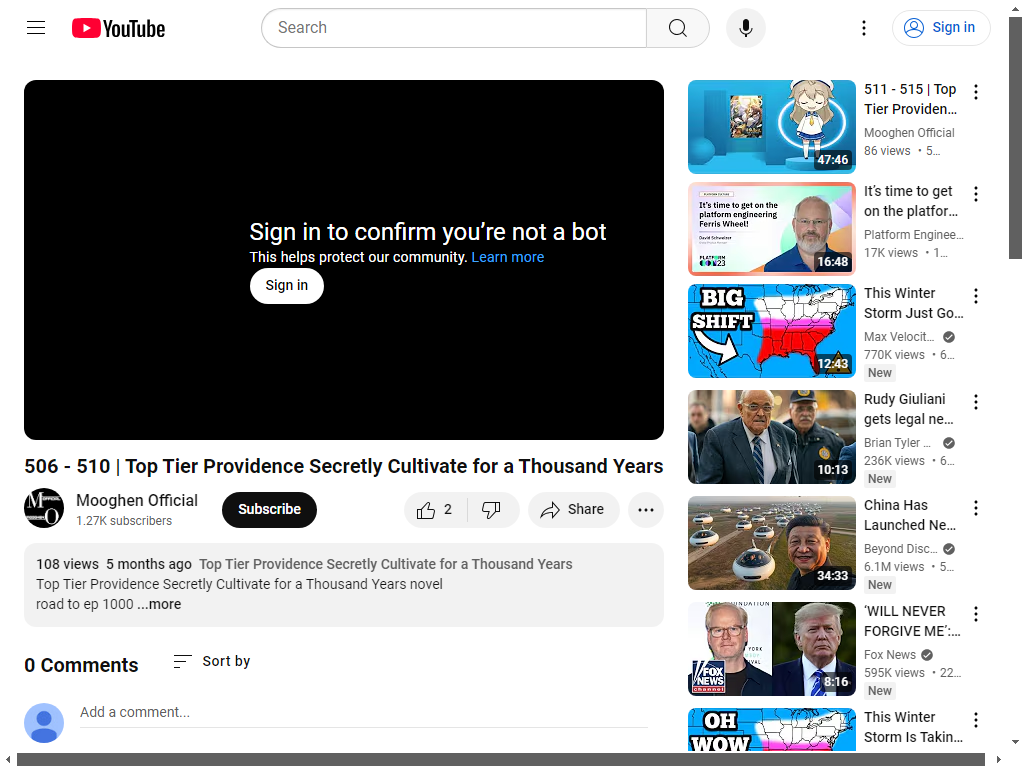 YouTube
Search
Sign in
Sign in to confirm you're not a bot
This helps protect our community. Learn more
Sign in
506 - 510 | Top Tier Providence Secretly Cultivate for a Thousand Years
Mooghen Official
1.27K subscribers
Subscribe
2
Share
108 views 5 months ago Top Tier Providence Secretly Cultivate for a Thousand Years
Top Tier Providence Secretly Cultivate for a Thousand Years novel
road to ep 1000 ...more
0 Comments
Sort by
Add a comment...
47:46
511 - 515 | Top
Tier Providen...
Mooghen Official
86 views • 5...
It's time to get on the
platform engineering
Ferris Wheel!
David Schweizer
PLATFORM
CON23
16:48
It's time to get
on the platfor...
Platform Enginee...
17K views • 1...
BIG
SHIFT
12:43
This Winter
Storm Just Go...
Max Velocit...
770K views • 6...
New
10:13
Rudy Giuliani
gets legal ne...
Brian Tyler ...
236K views • 6...
New
34:33
China Has
Launched Ne...
Beyond Disc...
6.1M views • 5...
New
FOX
NEWS
channel
8:16
'WILL NEVER
FORGIVE ME':...
Fox News
595K views • 22...
New
OH
WOW
This Winter
Storm Is Takin...